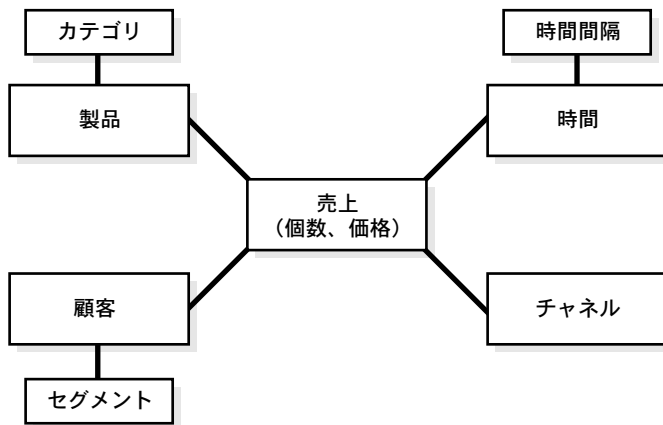 カテゴリ
時間間隔
製品
時間
売上
（個数、価格）
顧客
チャネル
セグメント